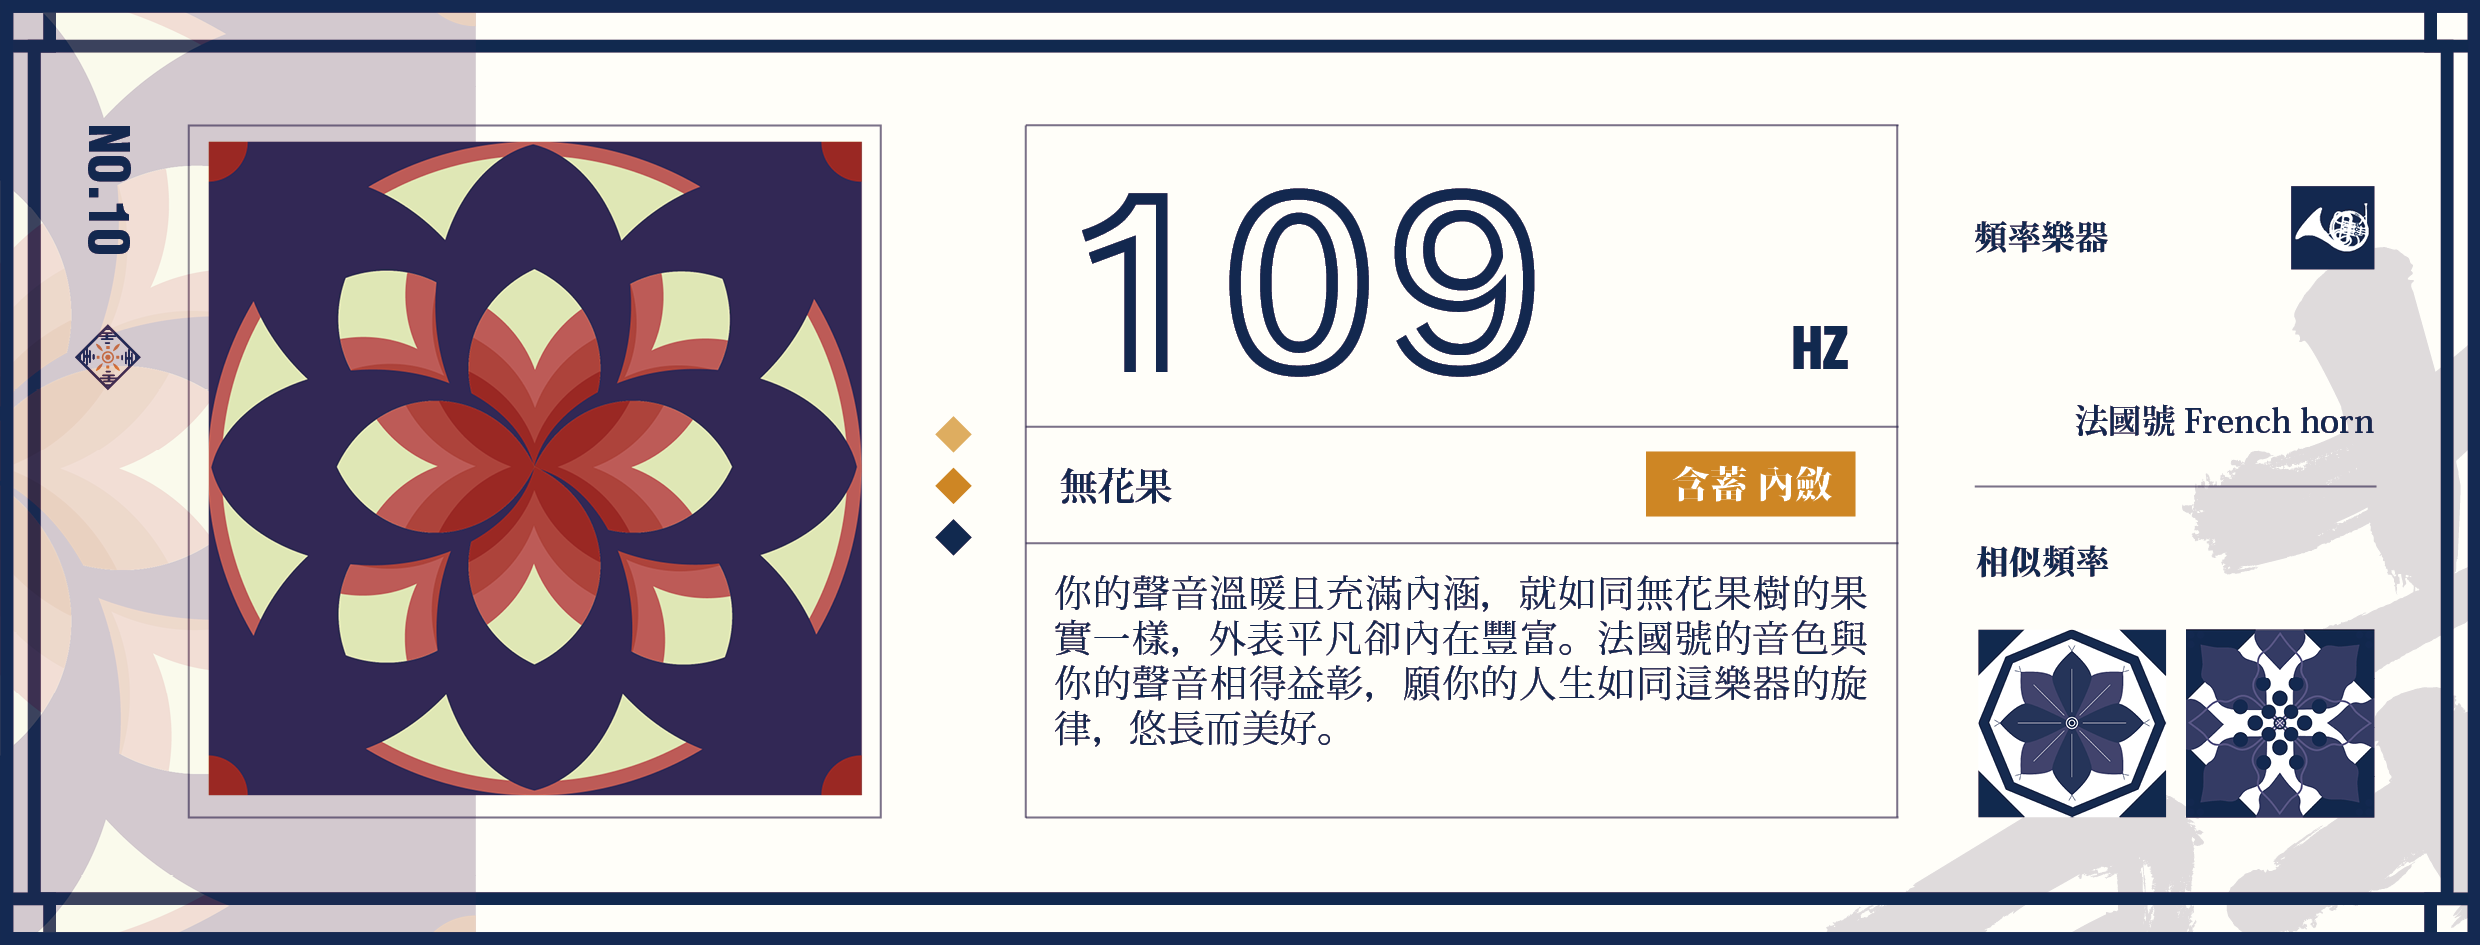 NO.10
109
HZ
無花果
含蓄 內斂
你的聲音溫暖且充滿內涵，就如同無花果樹的果
實一樣，外表平凡卻內在豐富。法國號的音色與
你的聲音相得益彰，願你的人生如同這樂器的旋
律，悠長而美好。
頻率樂器
法國號 French horn
相似頻率